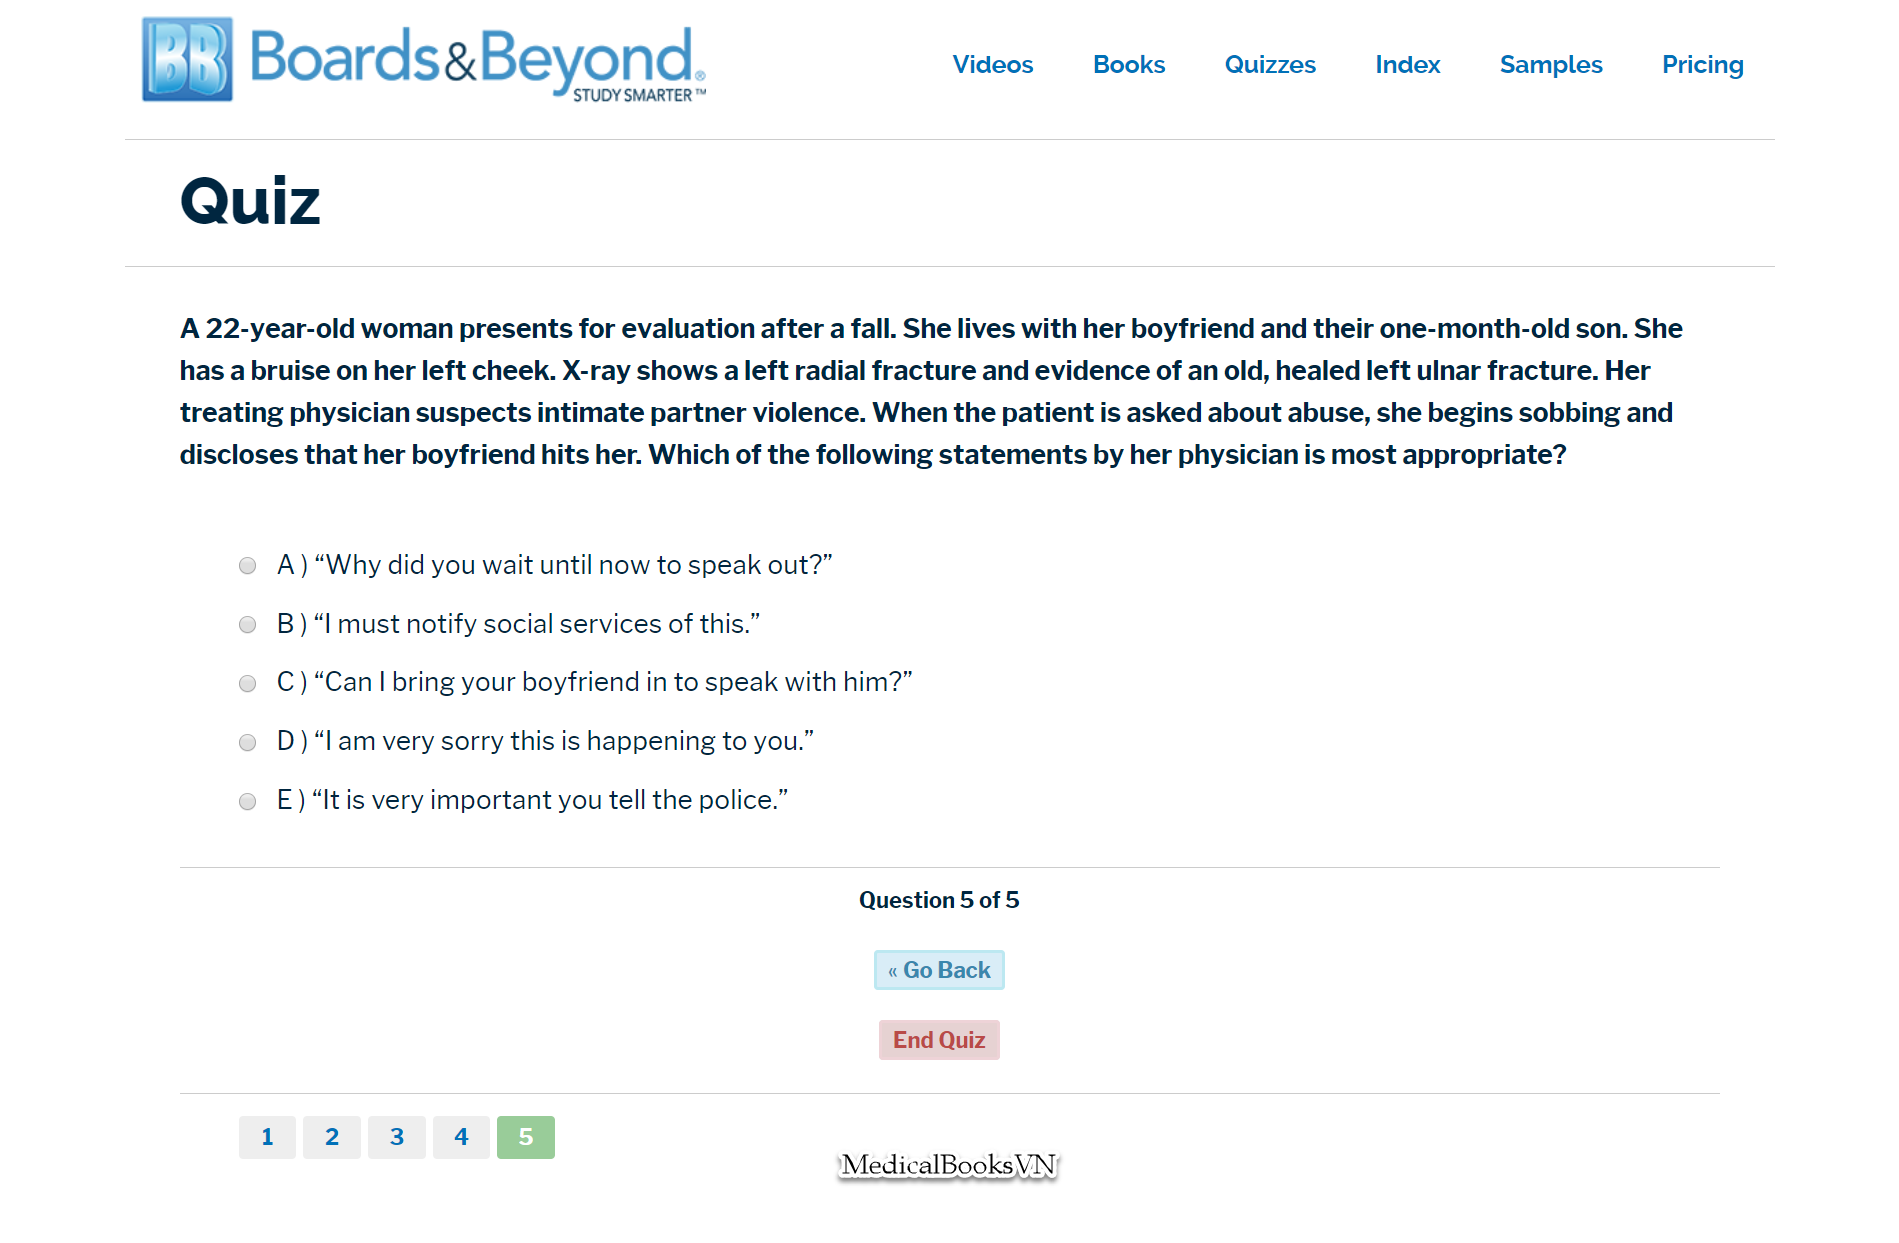 BB Boards&Beyond®
STUDY SMARTER™
Videos Books Quizzes Index Samples Pricing
Quiz
A 22-year-old woman presents for evaluation after a fall. She lives with her boyfriend and their one-month-old son. She
has a bruise on her left cheek. X-ray shows a left radial fracture and evidence of an old, healed left ulnar fracture. Her
treating physician suspects intimate partner violence. When the patient is asked about abuse, she begins sobbing and
discloses that her boyfriend hits her. Which of the following statements by her physician is most appropriate?
A ) “Why did you wait until now to speak out?”
B ) “I must notify social services of this.”
C ) “Can I bring your boyfriend in to speak with him?”
D ) “I am very sorry this is happening to you.”
E ) “It is very important you tell the police.”
Question 5 of 5
« Go Back
End Quiz
1 2 3 4 5
MedicalBooksVN